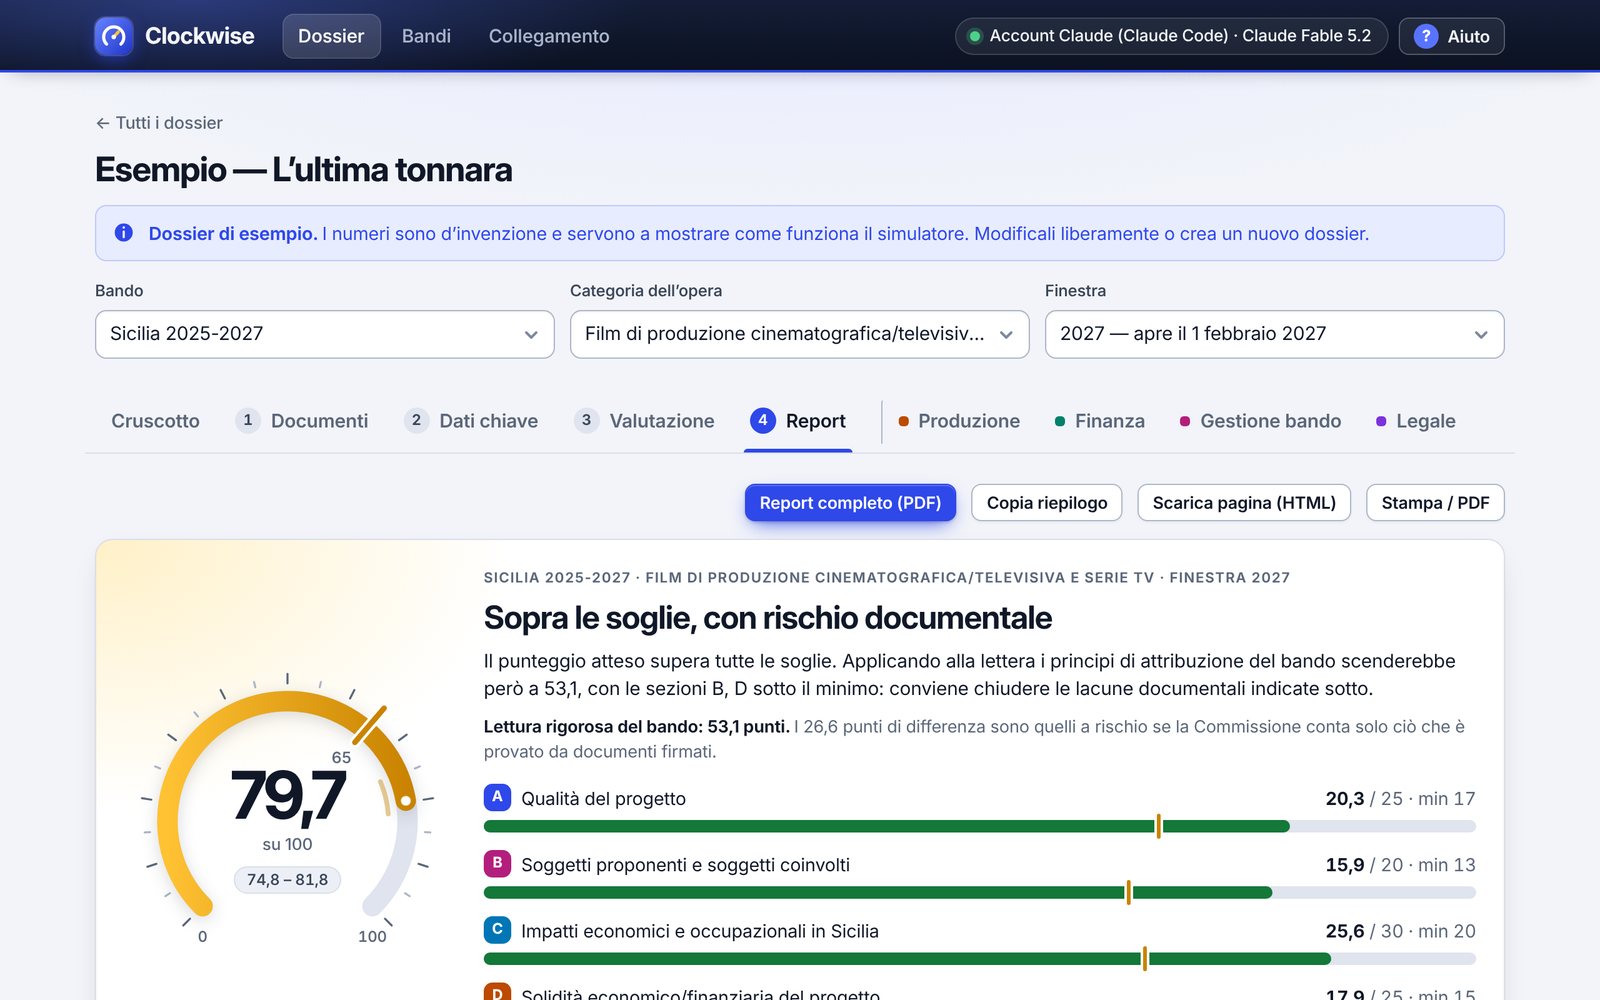 Clockwise
Dossier
Bandi
Collegamento
Account Claude (Claude Code) · Claude Fable 5.2
? Aiuto
← Tutti i dossier
Esempio — L’ultima tonnara
Dossier di esempio. I numeri sono d’invenzione e servono a mostrare come funziona il simulatore. Modificali liberamente o crea un nuovo dossier.
Bando
Categoria dell’opera
Finestra
Sicilia 2025-2027
Film di produzione cinematografica/televisiv...
2027 — apre il 1 febbraio 2027
Cruscotto
1 Documenti
2 Dati chiave
3 Valutazione
4 Report
Produzione
Finanza
Gestione bando
Legale
Report completo (PDF)
Copia riepilogo
Scarica pagina (HTML)
Stampa / PDF
65
79,7
su 100
74,8 – 81,8
0
100
SICILIA 2025-2027 · FILM DI PRODUZIONE CINEMATOGRAFICA/TELEVISIVA E SERIE TV · FINESTRA 2027
Sopra le soglie, con rischio documentale
Il punteggio atteso supera tutte le soglie. Applicando alla lettera i principi di attribuzione del bando scenderebbe
però a 53,1, con le sezioni B, D sotto il minimo: conviene chiudere le lacune documentali indicate sotto.
Lettura rigorosa del bando: 53,1 punti. I 26,6 punti di differenza sono quelli a rischio se la Commissione conta solo ciò che è
provato da documenti firmati.
A Qualità del progetto
20,3 / 25 · min 17
B Soggetti proponenti e soggetti coinvolti
15,9 / 20 · min 13
C Impatti economici e occupazionali in Sicilia
25,6 / 30 · min 20
D Solidità economico/finanziaria del progetto
17,9 / 25 · min 15